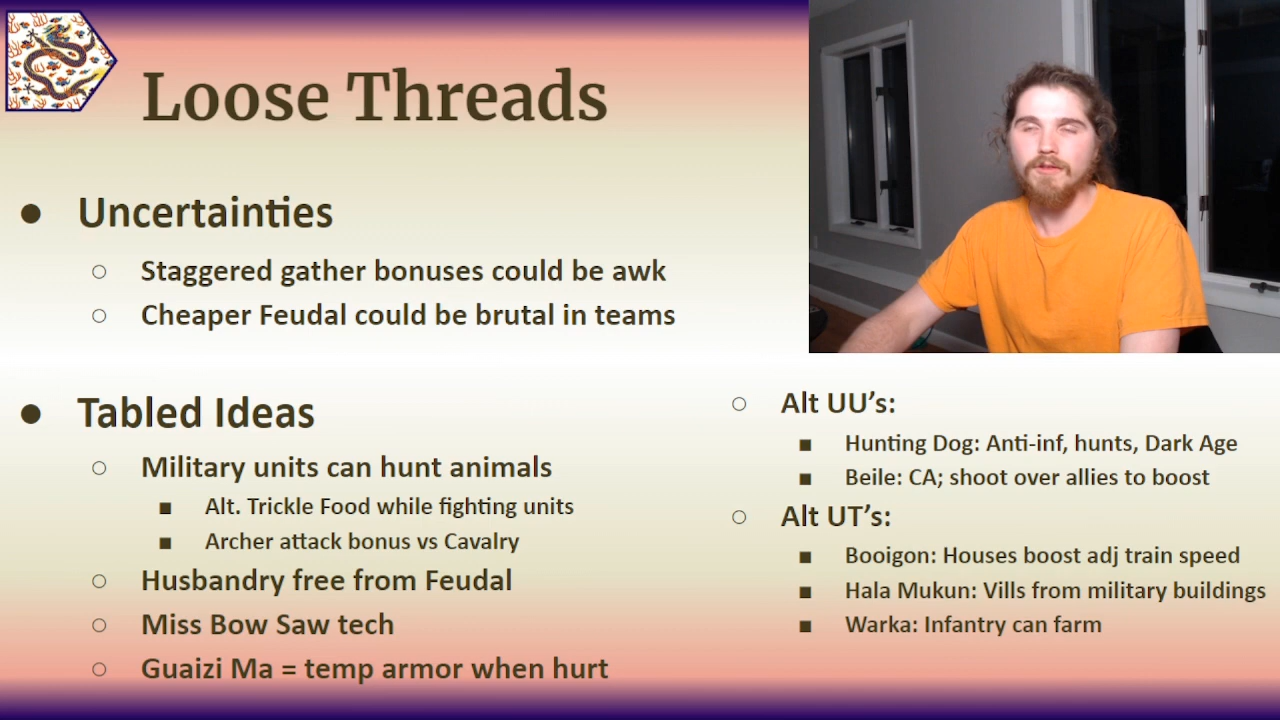 Loose Threads
● Uncertainties
○ Staggered gather bonuses could be awk
○ Cheaper Feudal could be brutal in teams
● Tabled Ideas
○ Military units can hunt animals
■ Alt. Trickle Food while fighting units
■ Archer attack bonus vs Cavalry
○ Husbandry free from Feudal
○ Miss Bow Saw tech
○ Guaizi Ma = temp armor when hurt
○ Alt UU’s:
■ Hunting Dog: Anti-inf, hunts, Dark Age
■ Beile: CA; shoot over allies to boost
○ Alt UT’s:
■ Booigon: Houses boost adj train speed
■ Hala Mukun: Vills from military buildings
■ Warka: Infantry can farm